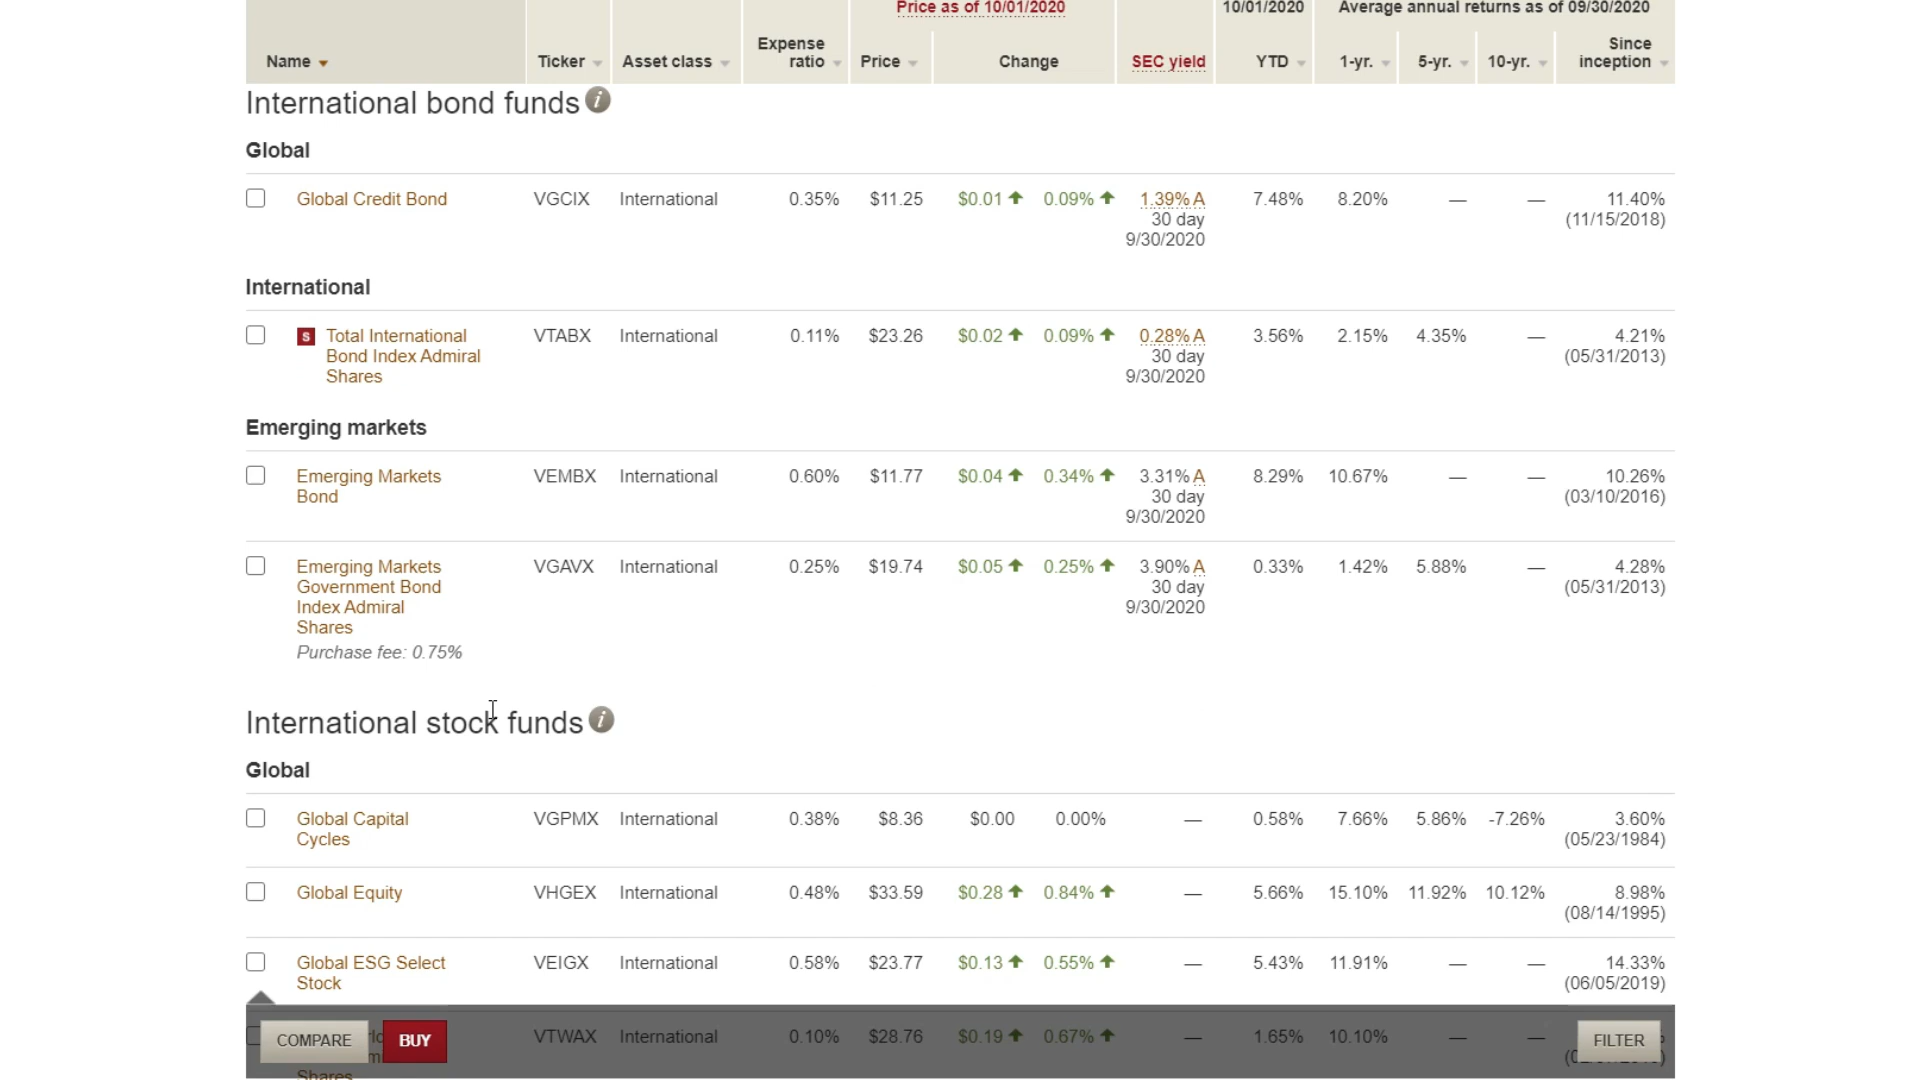 Price as of 10/01/2020 10/01/2020 Average annual returns as of 09/30/2020
Name Ticker Asset class Expense ratio Price Change SEC yield YTD 1-yr. 5-yr. 10-yr. Since inception
International bond funds i
Global
Global Credit Bond VGCIX International 0.35% $11.25 $0.01 0.09% 1.39% A 7.48% 8.20% — — 11.40%
30 day (11/15/2018)
9/30/2020
International
S Total International VTABX International 0.11% $23.26 $0.02 0.09% 0.28% A 3.56% 2.15% 4.35% — 4.21%
Bond Index Admiral 30 day (05/31/2013)
Shares 9/30/2020
Emerging markets
Emerging Markets VEMBX International 0.60% $11.77 $0.04 0.34% 3.31% A 8.29% 10.67% — — 10.26%
Bond 30 day (03/10/2016)
9/30/2020
Emerging Markets VGAVX International 0.25% $19.74 $0.05 0.25% 3.90% A 0.33% 1.42% 5.88% — 4.28%
Government Bond 30 day (05/31/2013)
Index Admiral 9/30/2020
Shares
Purchase fee: 0.75%
International stock funds i
Global
Global Capital VGPMX International 0.38% $8.36 $0.00 0.00% — 0.58% 7.66% 5.86% -7.26% 3.60%
Cycles (05/23/1984)
Global Equity VHGEX International 0.48% $33.59 $0.28 0.84% — 5.66% 15.10% 11.92% 10.12% 8.98%
(08/14/1995)
Global ESG Select VEIGX International 0.58% $23.77 $0.13 0.55% — 5.43% 11.91% — — 14.33%
Stock (06/05/2019)
COMPARE BUY VTWAX International 0.10% $28.76 $0.19 0.67% — 1.65% 10.10% — — FILTER
Shares